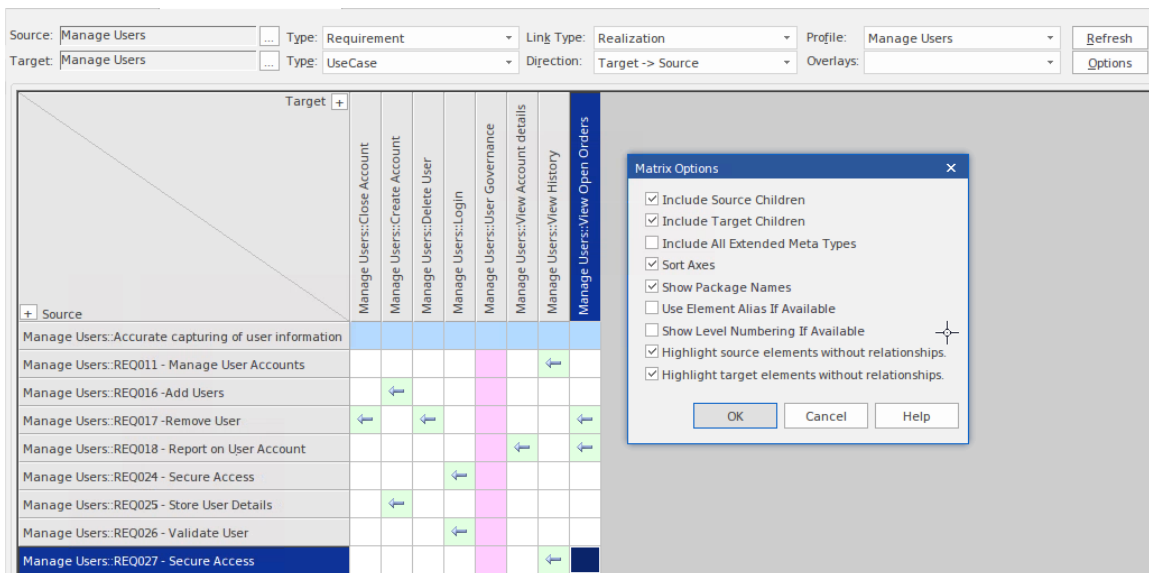 Source: Manage Users ... Type: Requirement Link Type: Realization Profile: Manage Users Refresh
Target: Manage Users ... Type: UseCase Direction: Target -> Source Overlays: Options
Target +
Manage Users::Close Account
Manage Users::Create Account
Manage Users::Delete User
Manage Users::Login
Manage Users::User Governance
Manage Users::View Account details
Manage Users::View History
Manage Users::View Open Orders
+ Source
Manage Users::Accurate capturing of user information
Manage Users::REQ011 - Manage User Accounts
Manage Users::REQ016 -Add Users
Manage Users::REQ017 -Remove User
Manage Users::REQ018 - Report on User Account
Manage Users::REQ024 - Secure Access
Manage Users::REQ025 - Store User Details
Manage Users::REQ026 - Validate User
Manage Users::REQ027 - Secure Access
Matrix Options
Include Source Children
Include Target Children
Include All Extended Meta Types
Sort Axes
Show Package Names
Use Element Alias If Available
Show Level Numbering If Available
Highlight source elements without relationships.
Highlight target elements without relationships.
OK Cancel Help